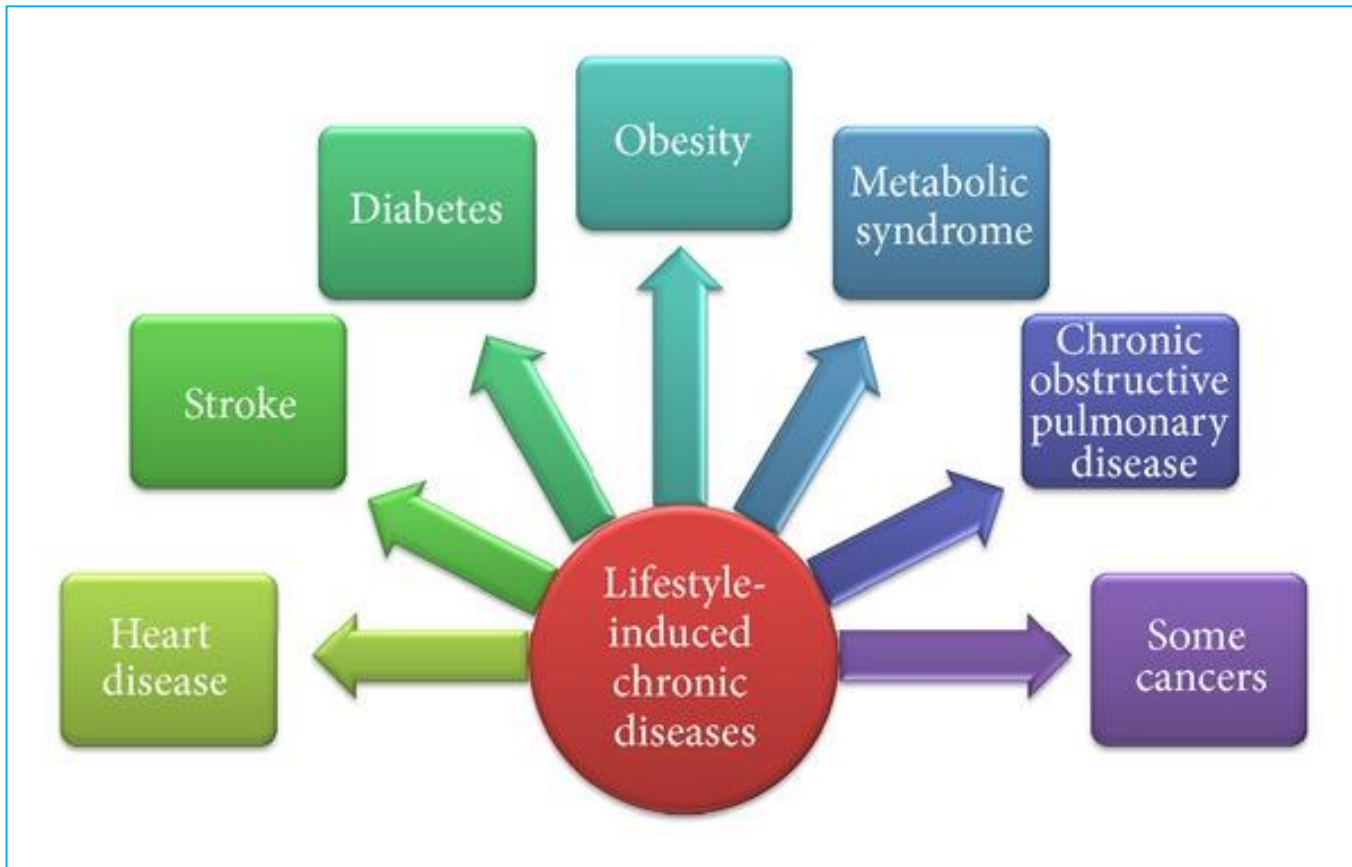 Obesity
Diabetes
Metabolic
syndrome
Stroke
Chronic
obstructive
pulmonary
disease
Heart
disease
Lifestyle-
induced
chronic
diseases
Some
cancers